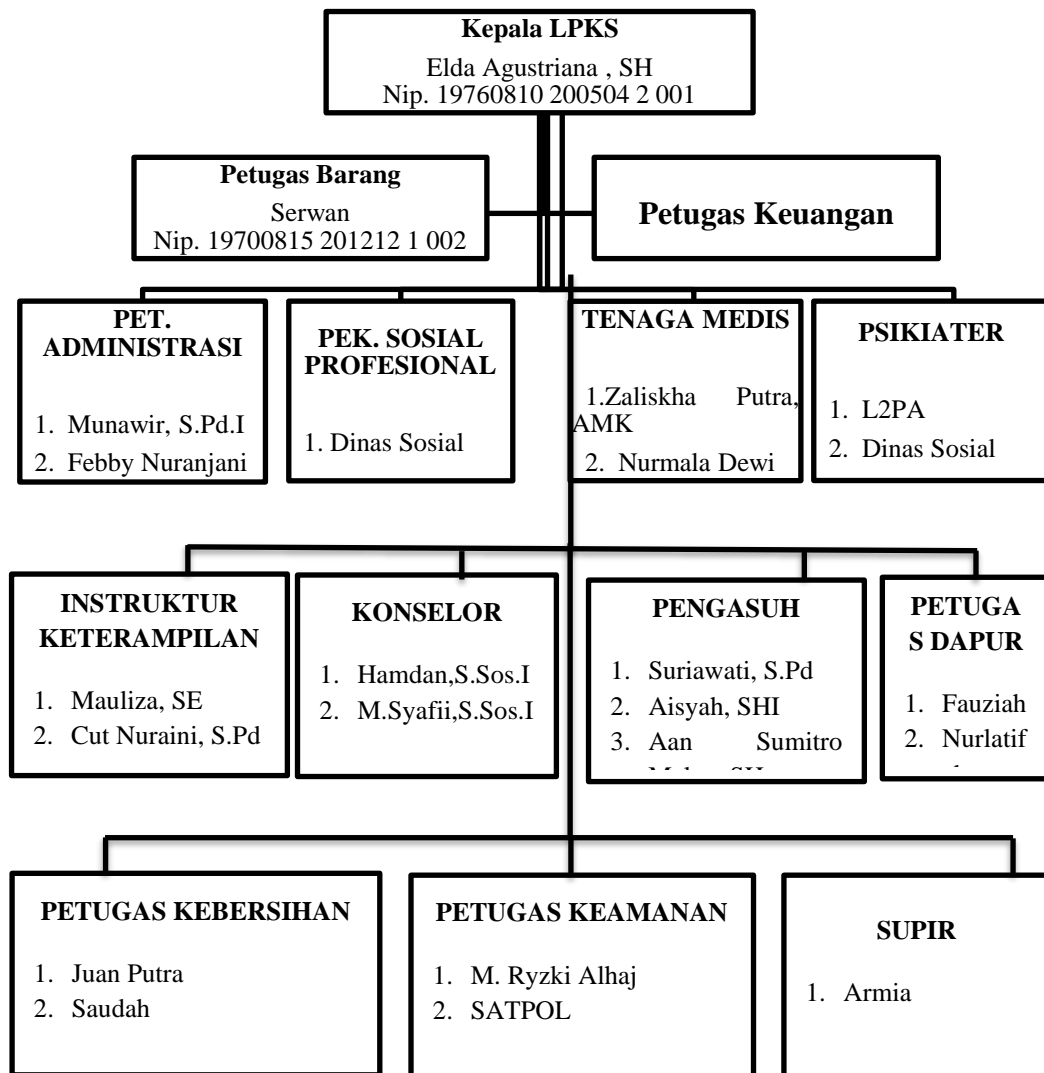 Kepala LPKS
Elda Agustriana , SH
Nip. 19760810 200504 2 001
Petugas Barang
Serwan
Nip. 19700815 201212 1 002
Petugas Keuangan
PET.
ADMINISTRASI
1. Munawir, S.Pd.I
2. Febby Nuranjani
PEK. SOSIAL
PROFESIONAL
1. Dinas Sosial
TENAGA MEDIS
1.Zaliskha Putra,
AMK
2. Nurmala Dewi
PSIKIATER
1. L2PA
2. Dinas Sosial
INSTRUKTUR
KETERAMPILAN
1. Mauliza, SE
2. Cut Nuraini, S.Pd
KONSELOR
1. Hamdan,S.Sos.I
2. M.Syafii,S.Sos.I
PENGASUH
1. Suriawati, S.Pd
2. Aisyah, SHI
3. Aan Sumitro
PETUGA
S DAPUR
1. Fauziah
2. Nurlatif
PETUGAS KEBERSIHAN
1. Juan Putra
2. Saudah
PETUGAS KEAMANAN
1. M. Ryzki Alhaj
2. SATPOL
SUPIR
1. Armia